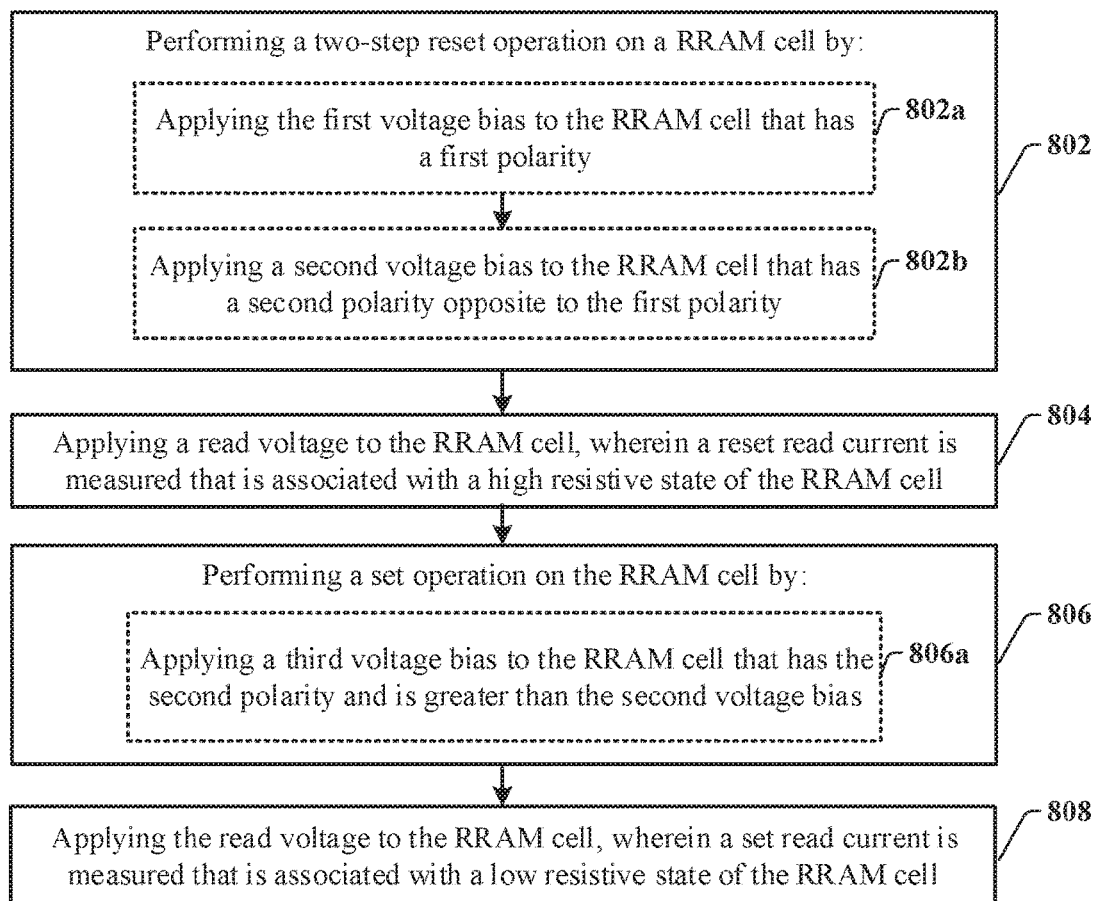 Performing a two-step reset operation on a RRAM cell by:
Applying the first voltage bias to the RRAM cell that has
a first polarity
802a
802
Applying a second voltage bias to the RRAM cell that has
a second polarity opposite to the first polarity
802b
Applying a read voltage to the RRAM cell, wherein a reset read current is
measured that is associated with a high resistive state of the RRAM cell
804
Performing a set operation on the RRAM cell by:
806
Applying a third voltage bias to the RRAM cell that has the
second polarity and is greater than the second voltage bias
806a
Applying the read voltage to the RRAM cell, wherein a set read current is
measured that is associated with a low resistive state of the RRAM cell
808